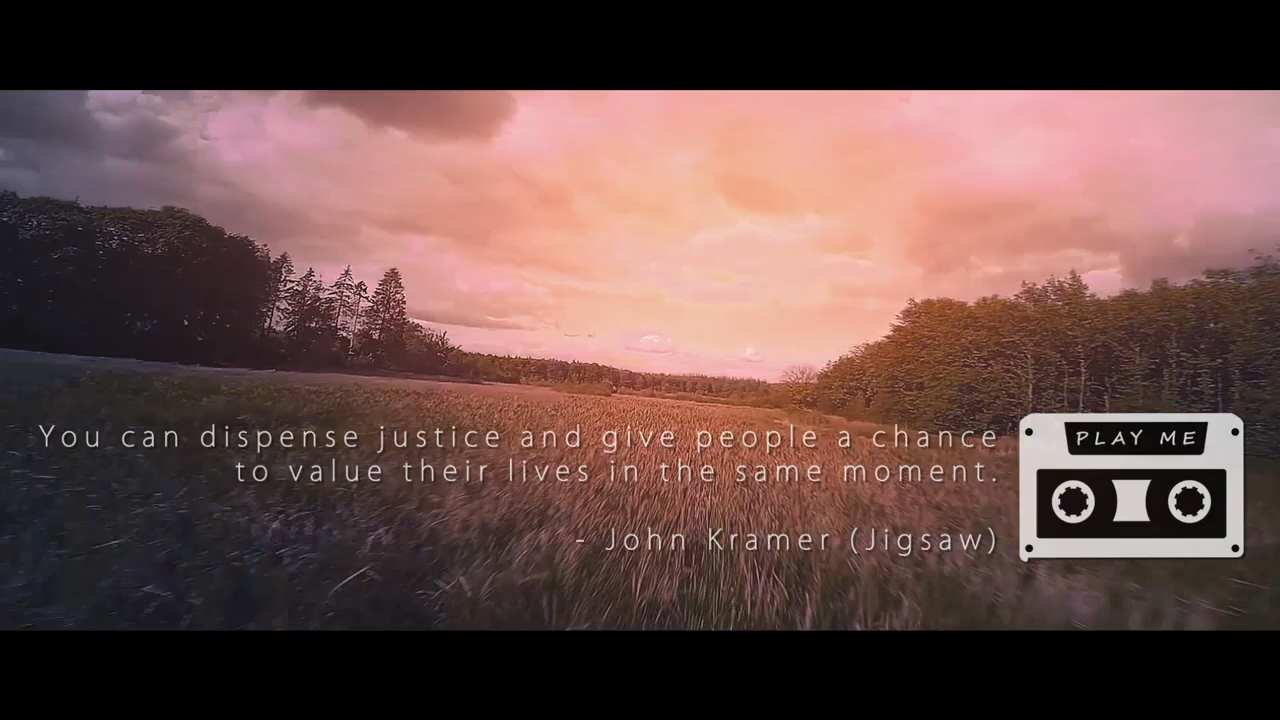 You can dispense justice and give people a chance
to value their lives in the same moment.
- John Kramer (Jigsaw)
PLAY ME